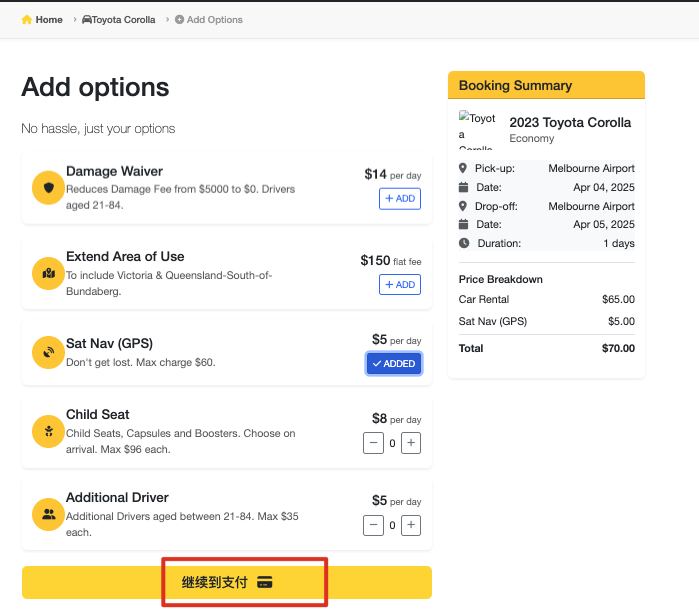 Home > Toyota Corolla > Add Options
Add options
No hassle, just your options
Damage Waiver
$14 per day
Reduces Damage Fee from $5000 to $0. Drivers
aged 21-84.
+ ADD
Extend Area of Use
$150 flat fee
To include Victoria & Queensland-South-of-
Bundaberg.
+ ADD
Sat Nav (GPS)
$5 per day
Don't get lost. Max charge $60.
ADDED
Child Seat
$8 per day
Child Seats, Capsules and Boosters. Choose on
arrival. Max $96 each.
− 0 +
Additional Driver
$5 per day
Additional Drivers aged between 21-84. Max $35
each.
− 0 +
继续到支付
Booking Summary
Toyot
a
Corolla
2023 Toyota Corolla
Economy
Pick-up: Melbourne Airport
Date: Apr 04, 2025
Drop-off: Melbourne Airport
Date: Apr 05, 2025
Duration: 1 days
Price Breakdown
Car Rental $65.00
Sat Nav (GPS) $5.00
Total $70.00